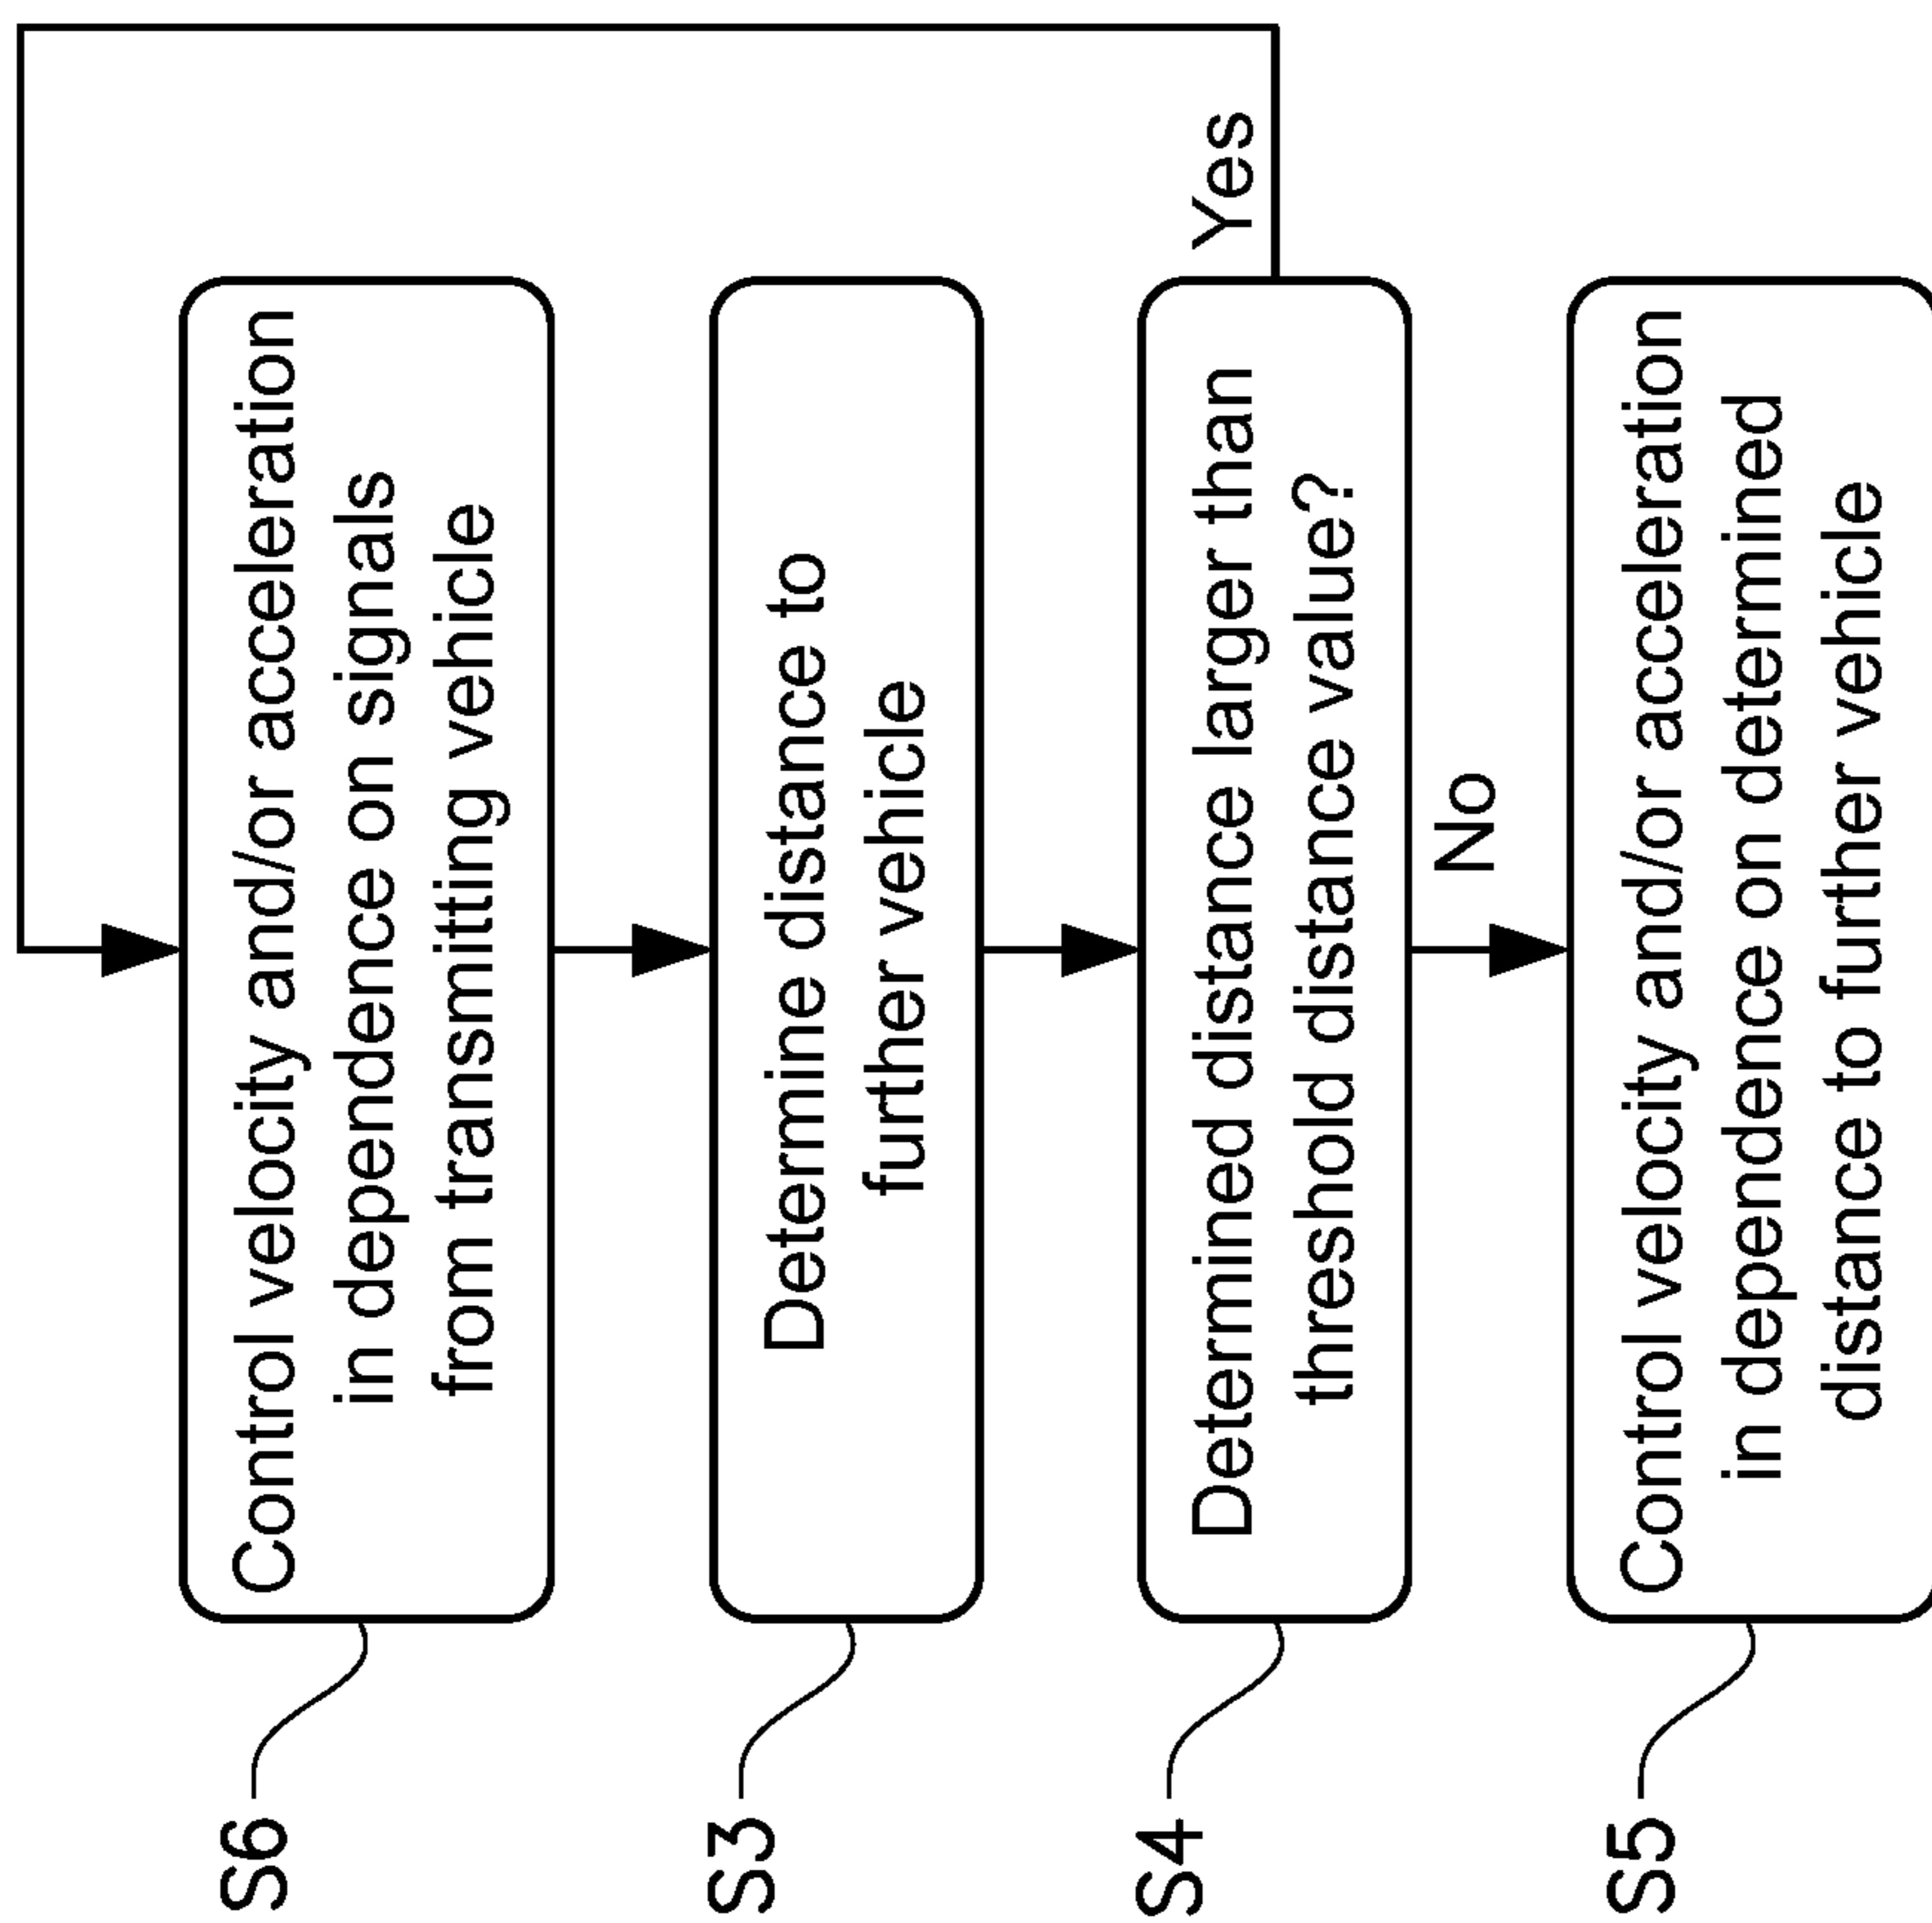 S6
Control velocity and/or acceleration
in dependence on signals
from transmitting vehicle
S3
Determine distance to
further vehicle
S4
Determined distance larger than
threshold distance value?
Yes
No
S5
Control velocity and/or acceleration
in dependence on determined
distance to further vehicle